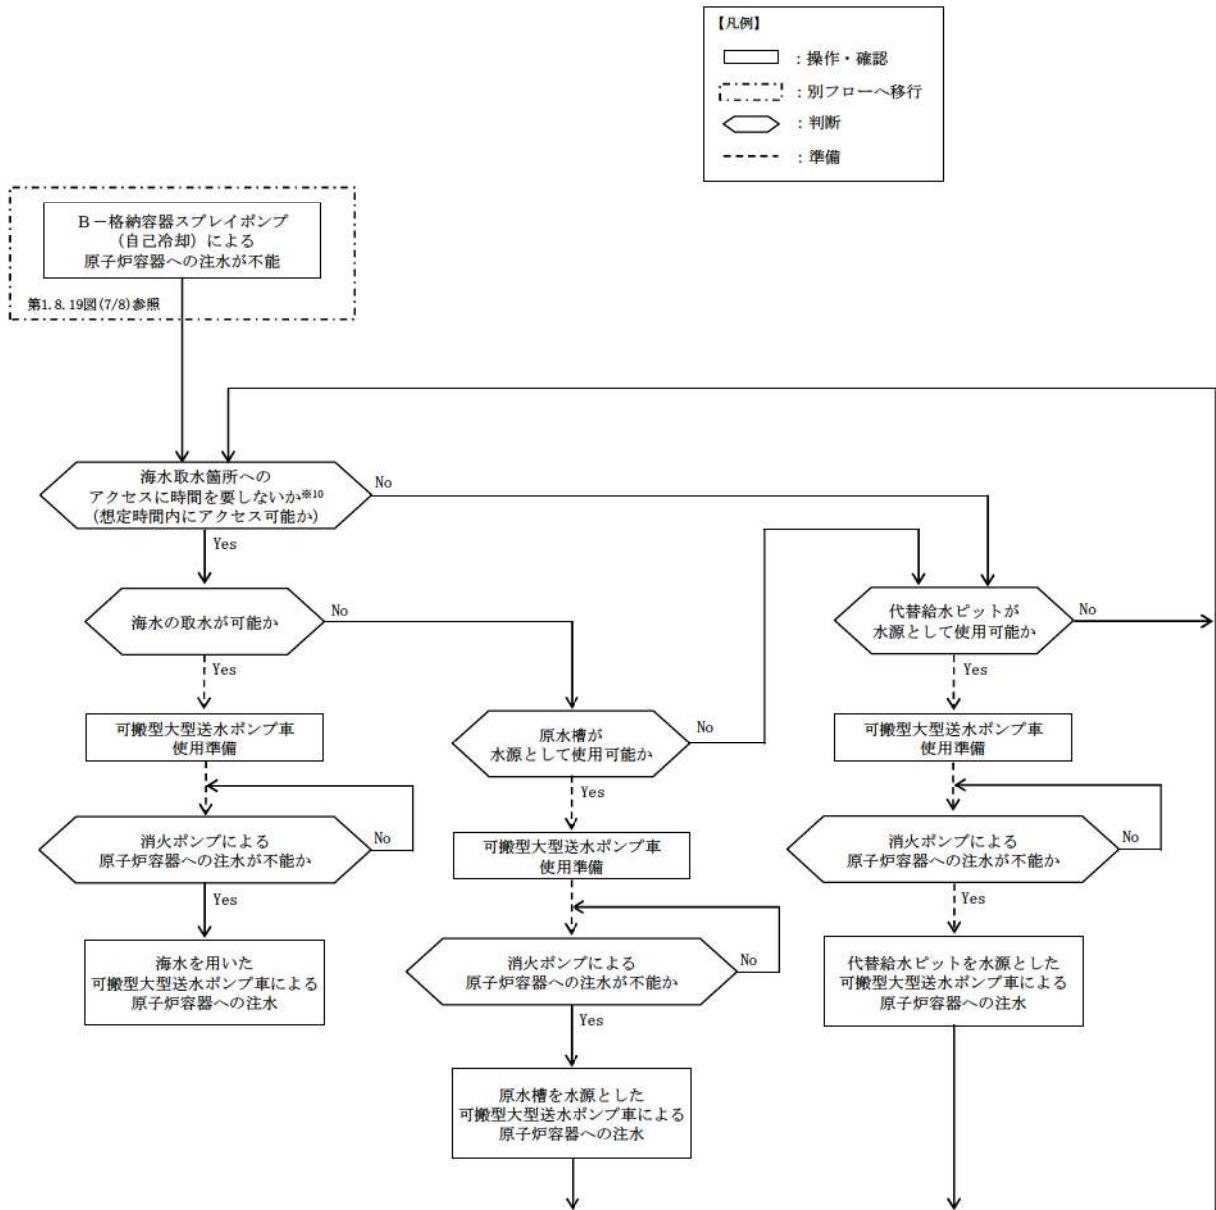 【凡例】
：操作・確認
：別フローへ移行
：判断
：準備
B－格納容器スプレイポンプ
（自己冷却）による
原子炉容器への注水が不能
第1.8.19図(7/8)参照
海水取水箇所への
アクセスに時間を要しないか※10
（想定時間内にアクセス可能か）
No
Yes
海水の取水が可能か
No
Yes
可搬型大型送水ポンプ車
使用準備
消火ポンプによる
原子炉容器への注水が不能か
No
Yes
海水を用いた
可搬型大型送水ポンプ車による
原子炉容器への注水
原水槽が
水源として使用可能か
No
Yes
可搬型大型送水ポンプ車
使用準備
消火ポンプによる
原子炉容器への注水が不能か
No
Yes
原水槽を水源とした
可搬型大型送水ポンプ車による
原子炉容器への注水
代替給水ピットが
水源として使用可能か
No
Yes
可搬型大型送水ポンプ車
使用準備
消火ポンプによる
原子炉容器への注水が不能か
No
Yes
代替給水ピットを水源とした
可搬型大型送水ポンプ車による
原子炉容器への注水